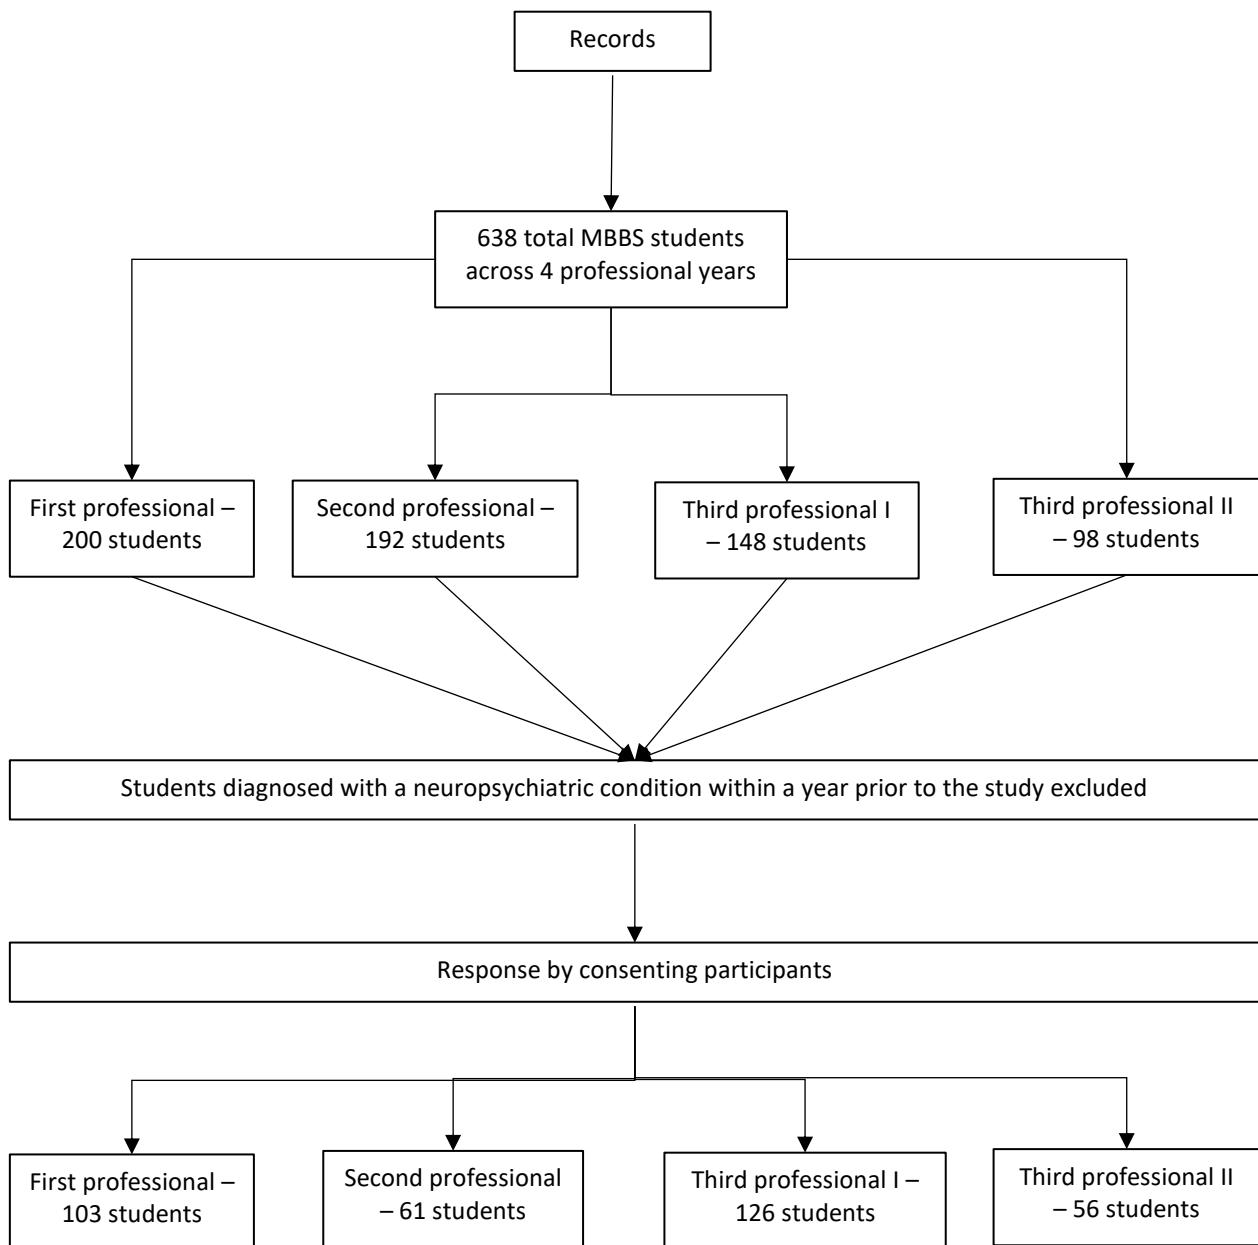 Records
638 total MBBS students
across 4 professional years
First professional –
200 students
Second professional –
192 students
Third professional I
– 148 students
Third professional II
– 98 students
Students diagnosed with a neuropsychiatric condition within a year prior to the study excluded
Response by consenting participants
First professional –
103 students
Second professional
– 61 students
Third professional I –
126 students
Third professional II
– 56 students